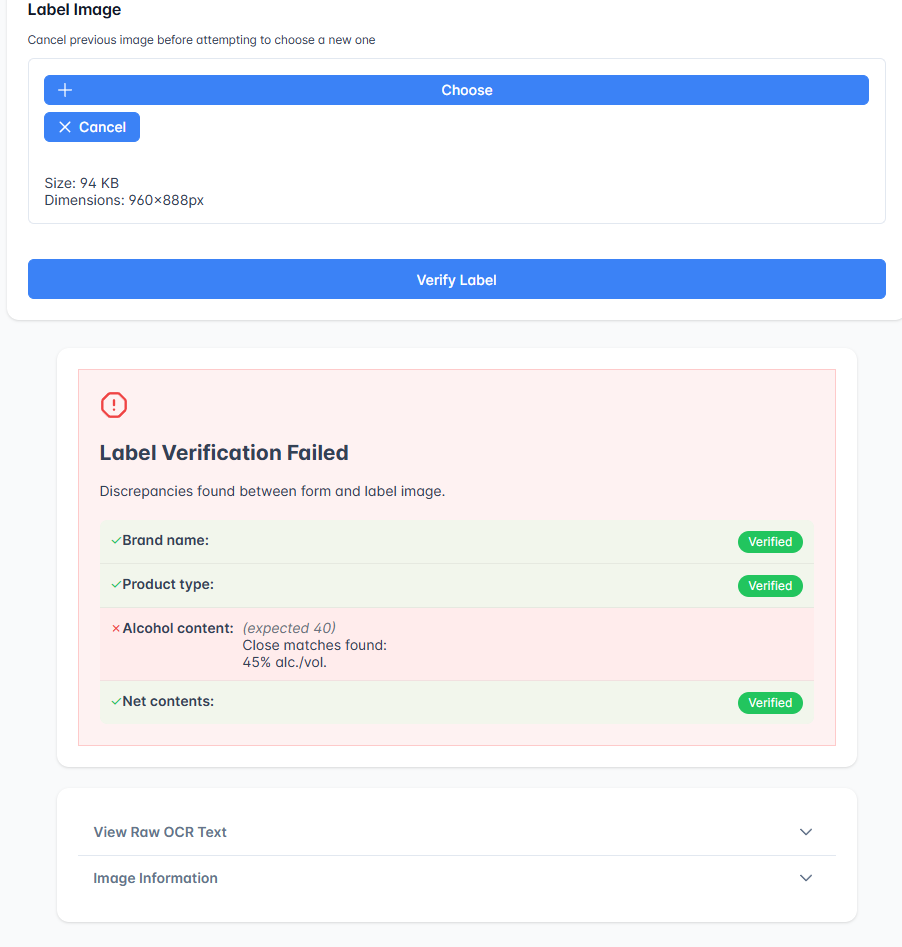 Label Image
Cancel previous image before attempting to choose a new one
Choose
Cancel
Size: 94 KB
Dimensions: 960×888px
Verify Label
Label Verification Failed
Discrepancies found between form and label image.
Brand name: Verified
Product type: Verified
Alcohol content: (expected 40)
Close matches found:
45% alc./vol.
Net contents: Verified
View Raw OCR Text
Image Information